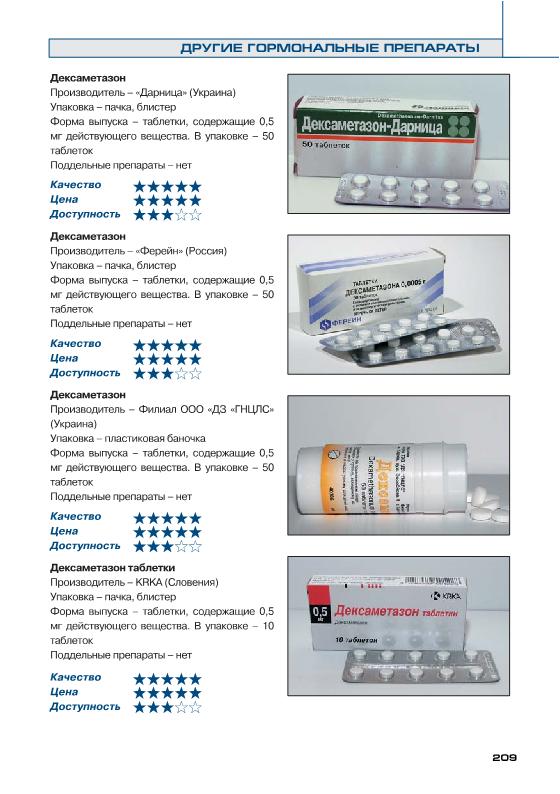 ДРУГИЕ ГОРМОНАЛЬНЫЕ ПРЕПАРАТЫ
Дексаметазон
Производитель – «Дарница» (Украина)
Упаковка – пачка, блистер
Форма выпуска – таблетки, содержащие 0,5
мг действующего вещества. В упаковке – 50
таблеток
Поддельные препараты – нет
Качество
Цена
Доступность
Дексаметазон-Дарница
50 таблеток
Дексаметазон
Производитель – «Ферейн» (Россия)
Упаковка – пачка, блистер
Форма выпуска – таблетки, содержащие 0,5
мг действующего вещества. В упаковке – 50
таблеток
Поддельные препараты – нет
Качество
Цена
Доступность
ТАБЛЕТКИ
ДЕКСАМЕТАЗОНА 0,0005 г
ФЕРЕЙН
Дексаметазон
Производитель – Филиал ООО «ДЗ «ГНЦЛС»
(Украина)
Упаковка – пластиковая баночка
Форма выпуска – таблетки, содержащие 0,5
мг действующего вещества. В упаковке – 50
таблеток
Поддельные препараты – нет
Качество
Цена
Доступность
Дексаметазон таблетки
Производитель – KRKA (Словения)
Упаковка – пачка, блистер
Форма выпуска – таблетки, содержащие 0,5
мг действующего вещества. В упаковке – 10
таблеток
Поддельные препараты – нет
Качество
Цена
Доступность
KRKA
0,5
мг
Дексаметазон таблетки
10 таблеток
209